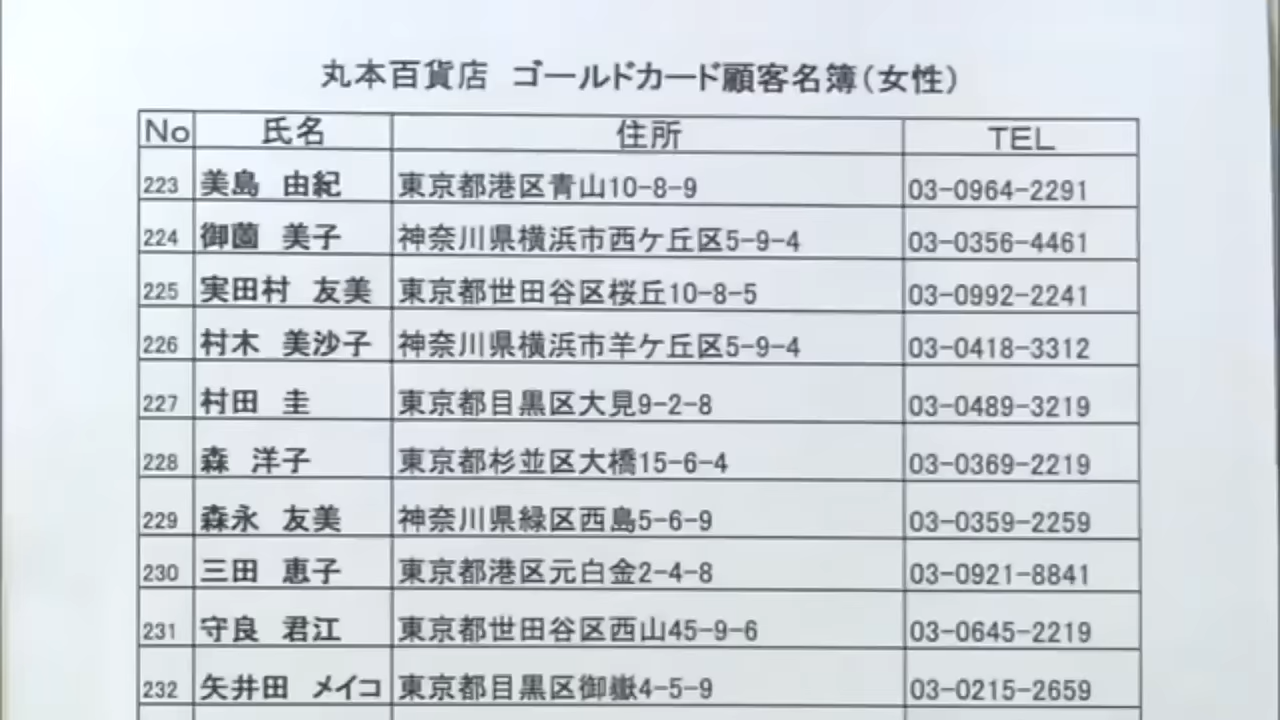 丸本百貨店 ゴールドカード顧客名簿(女性)
No 氏名 住所 TEL
223 美島 由紀 東京都港区青山10-8-9 03-0964-2291
224 御薗 美子 神奈川県横浜市西ケ丘区5-9-4 03-0356-4461
225 実田村 友美 東京都世田谷区桜丘10-8-5 03-0992-2241
226 村木 美沙子 神奈川県横浜市羊ケ丘区5-9-4 03-0418-3312
227 村田 圭 東京都目黒区大見9-2-8 03-0489-3219
228 森 洋子 東京都杉並区大橋15-6-4 03-0369-2219
229 森永 友美 神奈川県緑区西島5-6-9 03-0359-2259
230 三田 恵子 東京都港区元白金2-4-8 03-0921-8841
231 守良 君江 東京都世田谷区西山45-9-6 03-0645-2219
232 矢井田 メイコ 東京都目黒区御嶽4-5-9 03-0215-2659